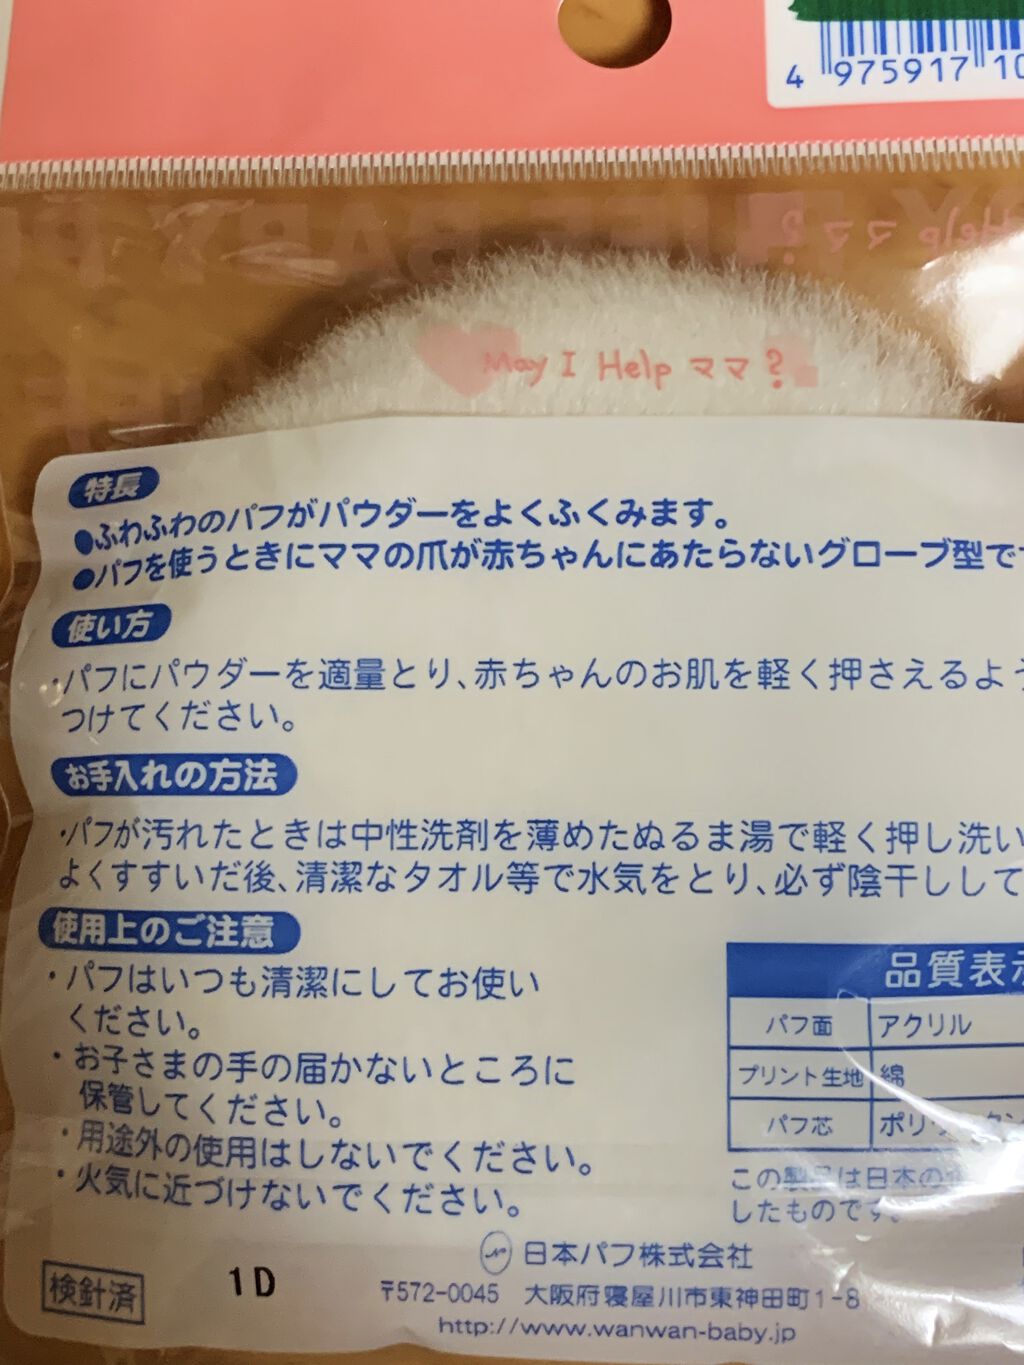 4 975917 10
May I Help ママ?
特長
●ふわふわのパフがパウダーをよくふくみます。
●パフを使うときにママの爪が赤ちゃんにあたらないグローブ型で
使い方
・パフにパウダーを適量とり、赤ちゃんのお肌を軽く押さえるよう
つけてください。
お手入れの方法
・パフが汚れたときは中性洗剤を薄めたぬるま湯で軽く押し洗い
よくすすいだ後、清潔なタオル等で水気をとり、必ず陰干しして
使用上のご注意
・パフはいつも清潔にしてお使い
ください。
・お子さまの手の届かないところに
保管してください。
・用途外の使用はしないでください。
・火気に近づけないでください。
品質表示
パフ面 アクリル
プリント生地 綿
パフ芯 ポリウレタン
この製品は日本の
したものです。
日本パフ株式会社
検針済 1D 〒572-0045 大阪府寝屋川市東神田町1-8
http://www.wanwan-baby.jp